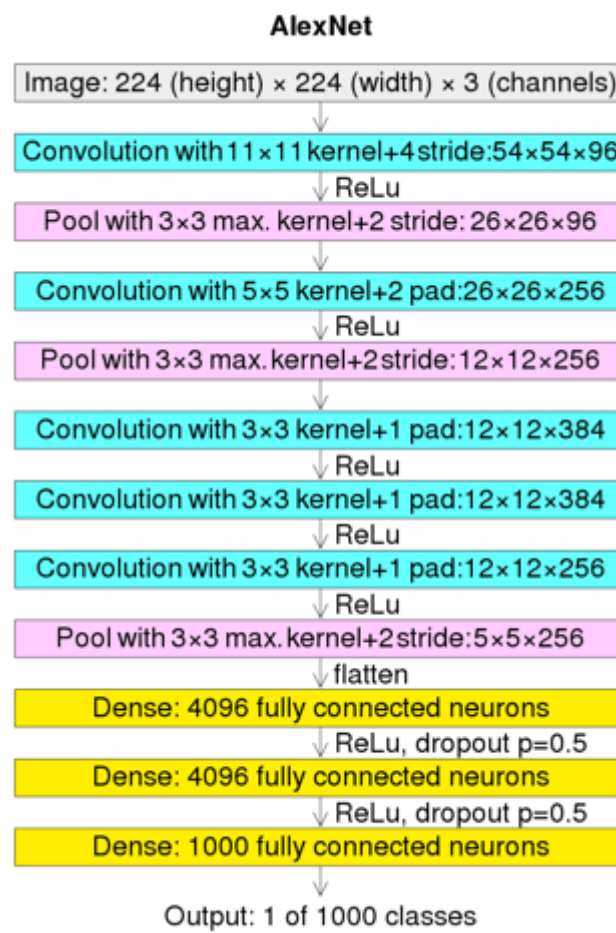 AlexNet
Image: 224 (height) × 224 (width) × 3 (channels)
Convolution with 11×11 kernel+4 stride:54×54×96
ReLu
Pool with 3×3 max. kernel+2 stride: 26×26×96
Convolution with 5×5 kernel+2 pad:26×26×256
ReLu
Pool with 3×3 max.kernel+2stride:12×12×256
Convolution with 3×3 kernel+1 pad:12×12×384
ReLu
Convolution with 3×3 kernel+1 pad:12×12×384
ReLu
Convolution with 3×3 kernel+1 pad:12×12×256
ReLu
Pool with 3×3 max.kernel+2stride:5×5×256
flatten
Dense: 4096 fully connected neurons
ReLu, dropout p=0.5
Dense: 4096 fully connected neurons
ReLu, dropout p=0.5
Dense: 1000 fully connected neurons
Output: 1 of 1000 classes